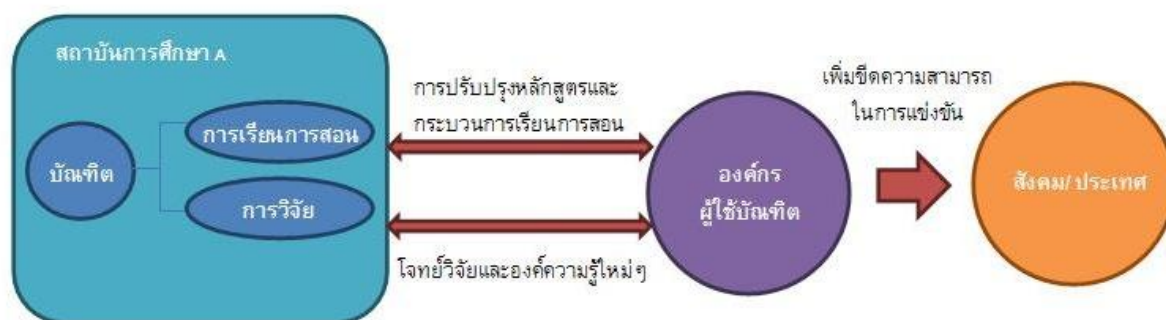 สถาบันการศึกษา A
บัณฑิต
การเรียนการสอน
การวิจัย
การปรับปรุงหลักสูตรและ
กระบวนการเรียนการสอน
โจทย์วิจัยและองค์ความรู้ใหม่ๆ
องค์กร
ผู้ใช้บัณฑิต
เพิ่มขีดความสามารถ
ในการแข่งขัน
สังคม/ประเทศ